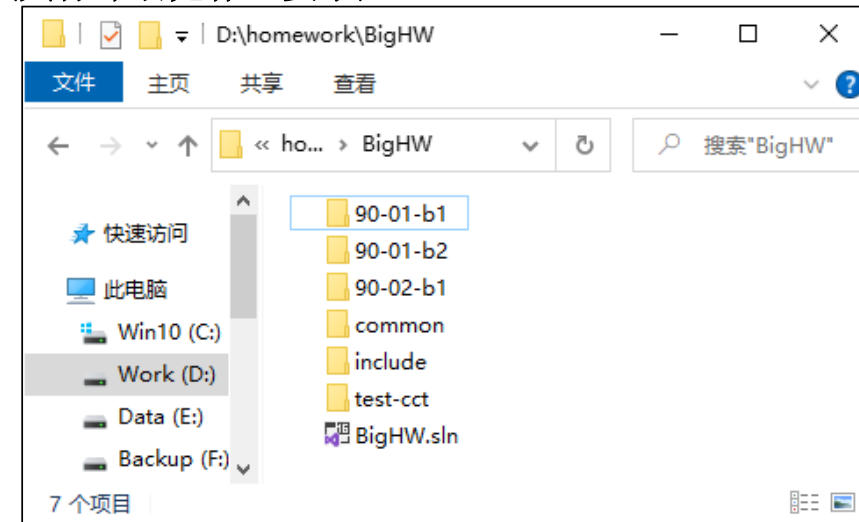 D:\homework\BigHW
文件 主页 共享 查看
« ho... › BigHW
搜索"BigHW"
快速访问
此电脑
Win10 (C:)
Work (D:)
Data (E:)
Backup (F:)
90-01-b1
90-01-b2
90-02-b1
common
include
test-cct
BigHW.sln
7 个项目